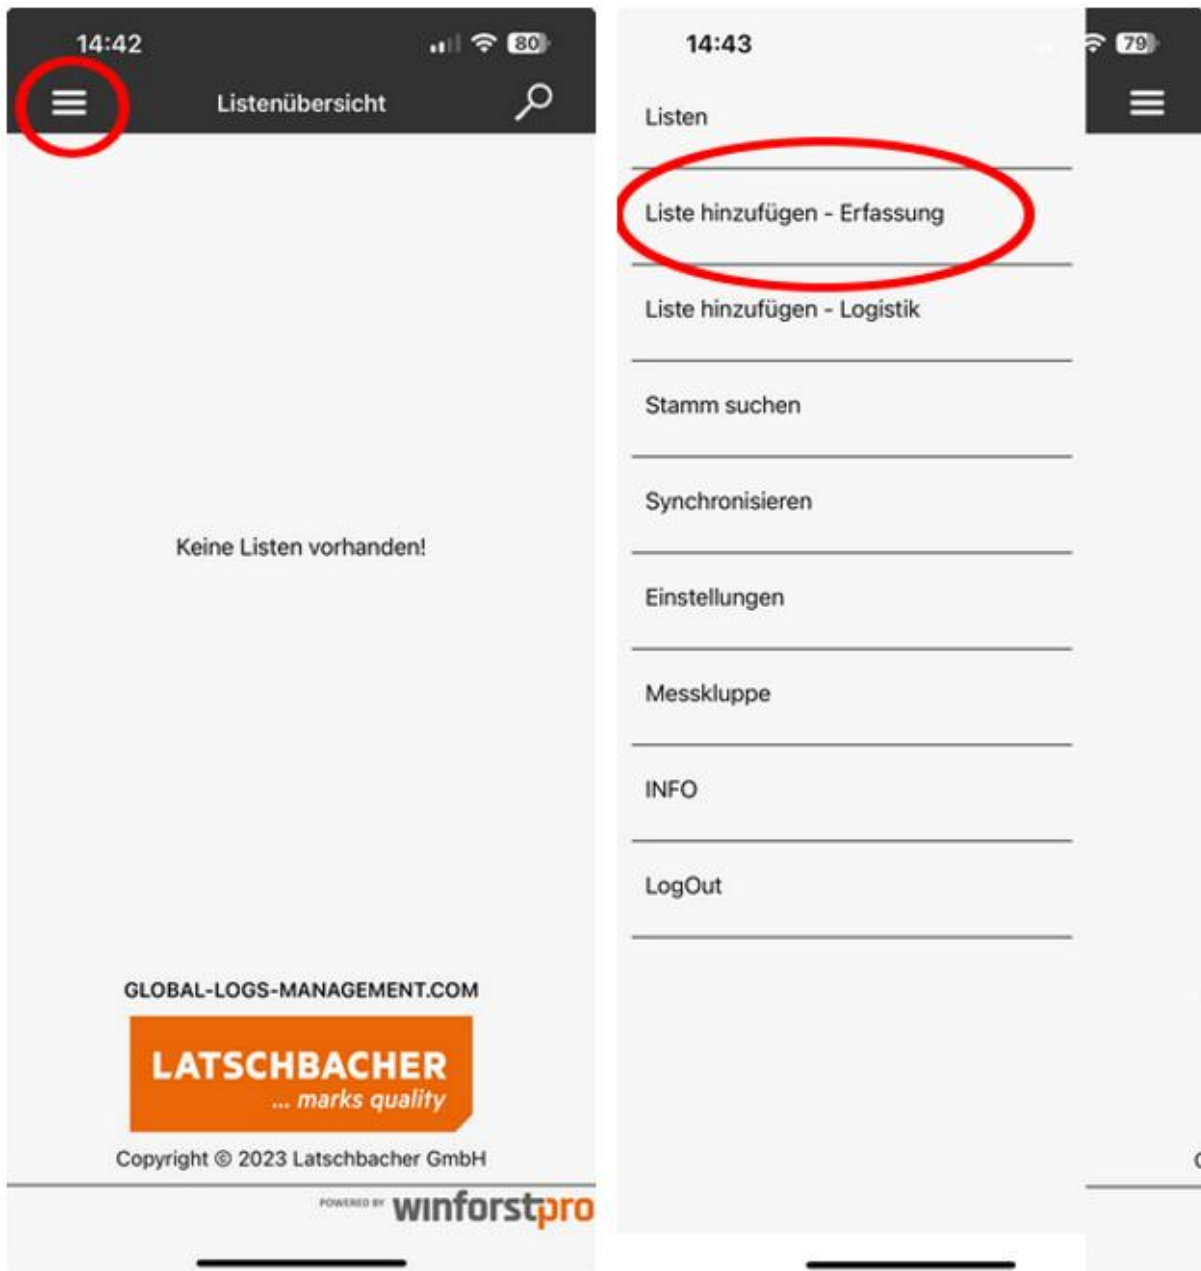 14:42
80
Listenübersicht
Keine Listen vorhanden!
GLOBAL-LOGS-MANAGEMENT.COM
LATSCHBACHER
... marks quality
Copyright © 2023 Latschbacher GmbH
POWERED BY winforstpro
14:43
79
Listen
Liste hinzufügen - Erfassung
Liste hinzufügen - Logistik
Stamm suchen
Synchronisieren
Einstellungen
Messkluppe
INFO
LogOut